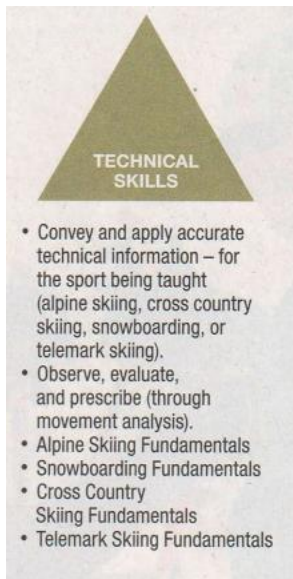 TECHNICAL
SKILLS
• Convey and apply accurate
technical information – for
the sport being taught
(alpine skiing, cross country
skiing, snowboarding, or
telemark skiing).
• Observe, evaluate,
and prescribe (through
movement analysis).
• Alpine Skiing Fundamentals
• Snowboarding Fundamentals
• Cross Country
Skiing Fundamentals
• Telemark Skiing Fundamentals